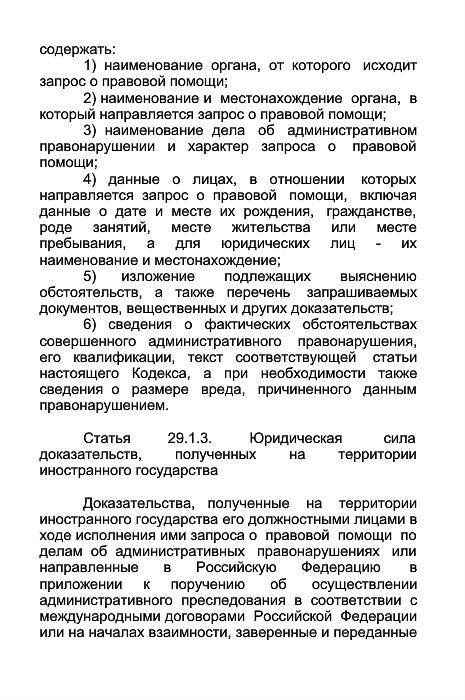 содержать:
1) наименование органа, от которого исходит
запрос о правовой помощи;
2) наименование и местонахождение органа, в
который направляется запрос о правовой помощи;
3) наименование дела об административном
правонарушении и характер запроса о правовой
помощи;
4) данные о лицах, в отношении которых
направляется запрос о правовой помощи, включая
данные о дате и месте их рождения, гражданстве,
роде занятий, месте жительства или месте
пребывания, а для юридических лиц - их
наименование и местонахождение;
5) изложение подлежащих выяснению
обстоятельств, а также перечень запрашиваемых
документов, вещественных и других доказательств;
6) сведения о фактических обстоятельствах
совершенного административного правонарушения,
его квалификации, текст соответствующей статьи
настоящего Кодекса, а при необходимости также
сведения о размере вреда, причиненного данным
правонарушением.
Статья 29.1.3. Юридическая сила
доказательств, полученных на территории
иностранного государства
Доказательства, полученные на территории
иностранного государства его должностными лицами в
ходе исполнения ими запроса о правовой помощи по
делам об административных правонарушениях или
направленные в Российскую Федерацию в
приложении к поручению об осуществлении
административного преследования в соответствии с
международными договорами Российской Федерации
или на началах взаимности, заверенные и переданные